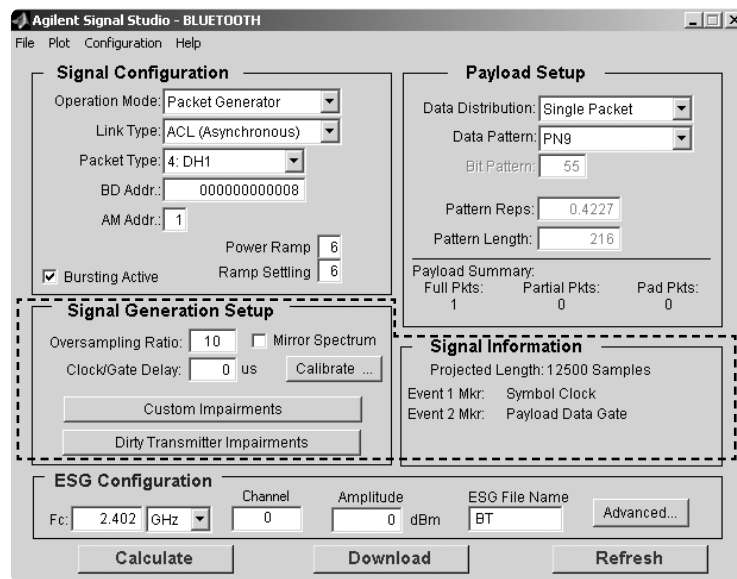 Agilent Signal Studio - BLUETOOTH
File Plot Configuration Help
Signal Configuration
Operation Mode: Packet Generator
Link Type: ACL (Asynchronous)
Packet Type: 4: DH1
BD Addr.: 000000000008
AM Addr.: 1
Power Ramp 6
Bursting Active Ramp Settling 6
Payload Setup
Data Distribution: Single Packet
Data Pattern: PN9
Bit Pattern: 55
Pattern Reps: 0.4227
Pattern Length: 216
Payload Summary:
Full Pkts: Partial Pkts: Pad Pkts:
1 0 0
Signal Generation Setup
Oversampling Ratio: 10 Mirror Spectrum
Clock/Gate Delay: 0 us Calibrate ...
Custom Impairments
Dirty Transmitter Impairments
Signal Information
Projected Length: 12500 Samples
Event 1 Mkr: Symbol Clock
Event 2 Mkr: Payload Data Gate
ESG Configuration
Channel Amplitude ESG File Name
Fc: 2.402 GHz 0 0 dBm BT Advanced...
Calculate Download Refresh